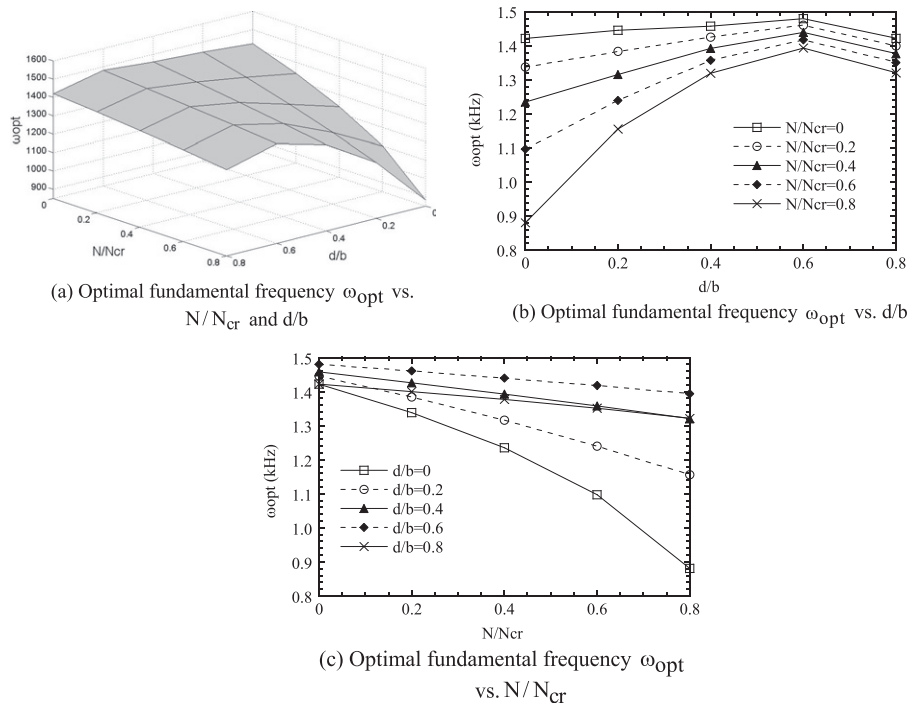 1600
1500
1400
1300
1200
1100
1000
900
ωopt
0
0.2
0.4
0.6
0.8
N/Ncr
0.8
0.6
0.4
0.2
0
d/b
(a) Optimal fundamental frequency ωopt vs.
N/Ncr and d/b
1.5
1.4
1.3
1.2
1.1
1.0
0.9
0.8
ωopt (kHz)
N/Ncr=0
N/Ncr=0.2
N/Ncr=0.4
N/Ncr=0.6
N/Ncr=0.8
0 0.2 0.4 0.6 0.8
d/b
(b) Optimal fundamental frequency ωopt vs. d/b
1.5
1.4
1.3
1.2
1.1
1.0
0.9
0.8
ωopt (kHz)
d/b=0
d/b=0.2
d/b=0.4
d/b=0.6
d/b=0.8
0 0.2 0.4 0.6 0.8
N/Ncr
(c) Optimal fundamental frequency ωopt
vs. N/Ncr